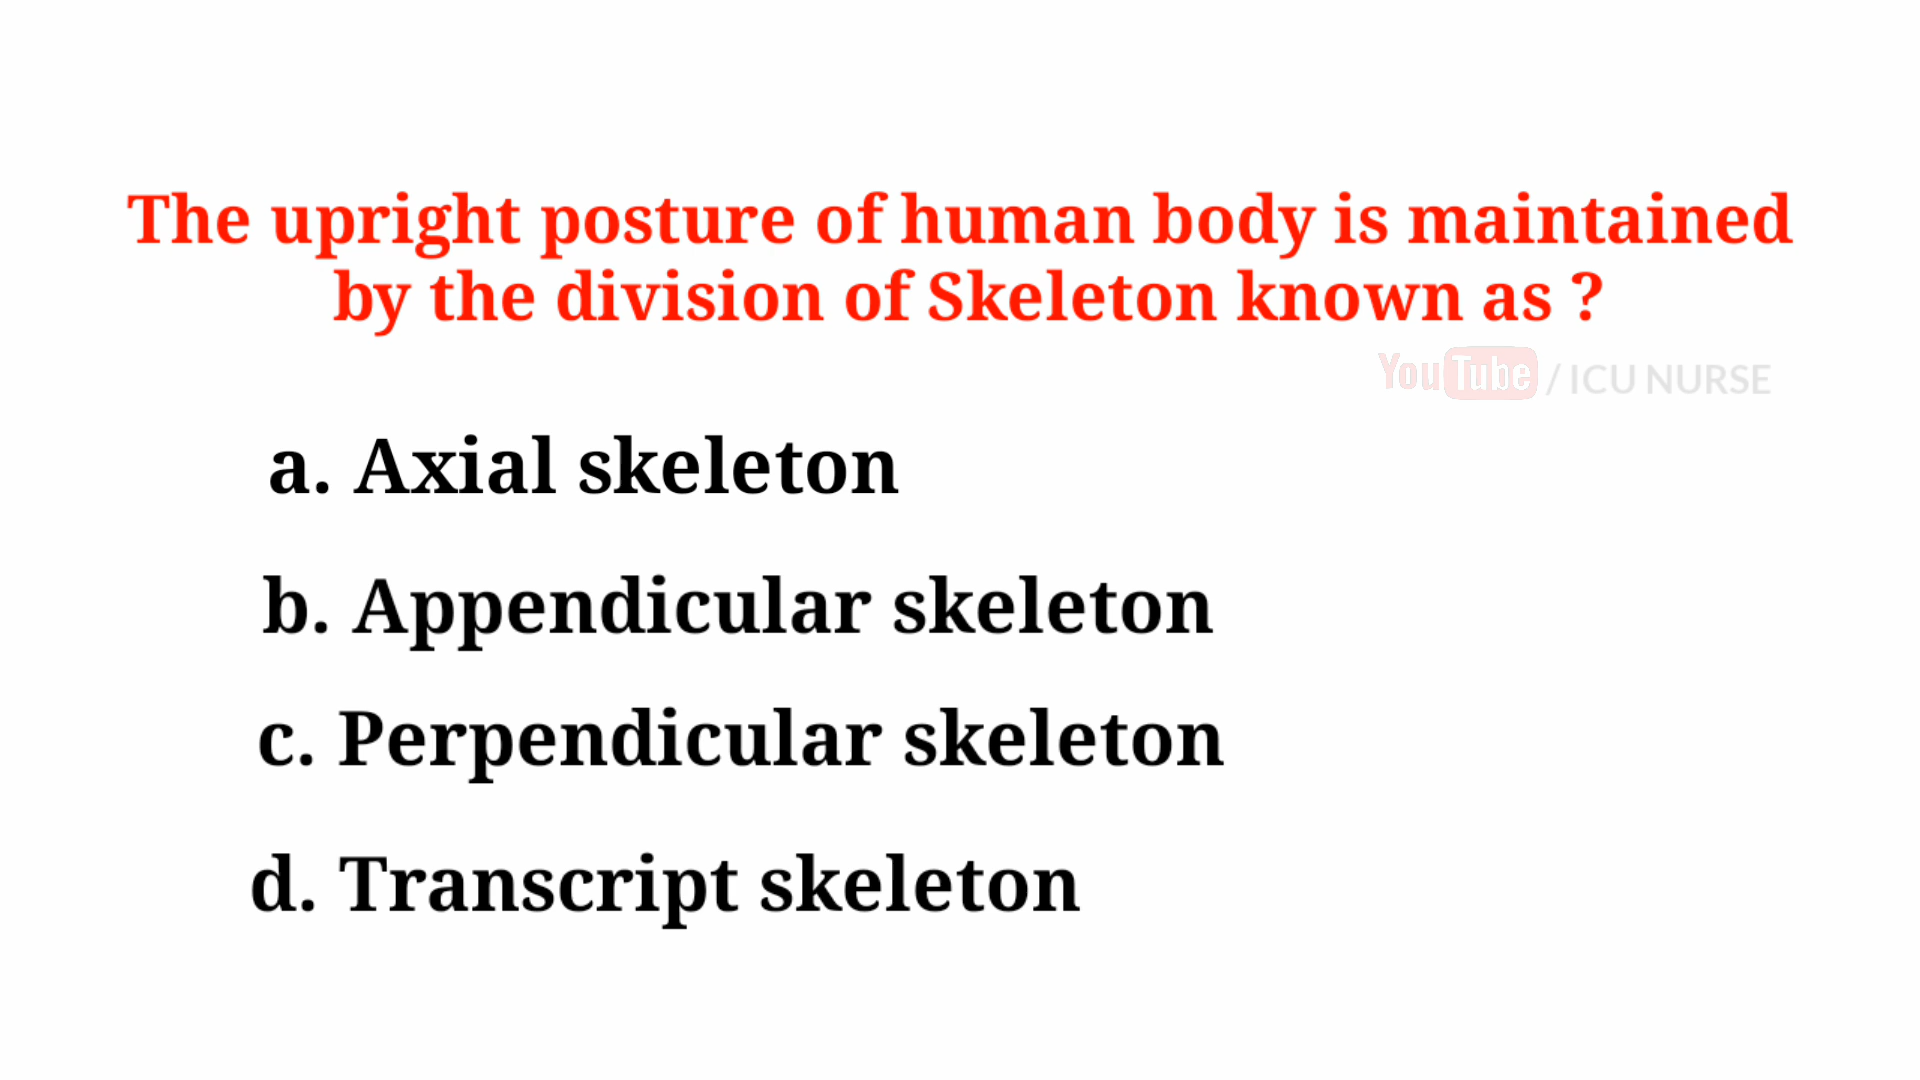 The upright posture of human body is maintained
by the division of Skeleton known as ?
YouTube / ICU NURSE
a. Axial skeleton
b. Appendicular skeleton
c. Perpendicular skeleton
d. Transcript skeleton